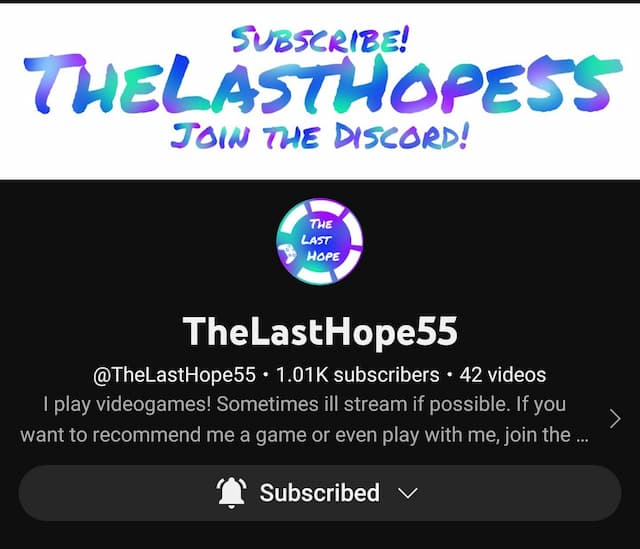 SUBSCRIBE!
THELASTHOPE55
JOIN THE DISCORD!
THE
LAST
HOPE
TheLastHope55
@TheLastHope55 • 1.01K subscribers • 42 videos
I play videogames! Sometimes ill stream if possible. If you
want to recommend me a game or even play with me, join the ...
Subscribed